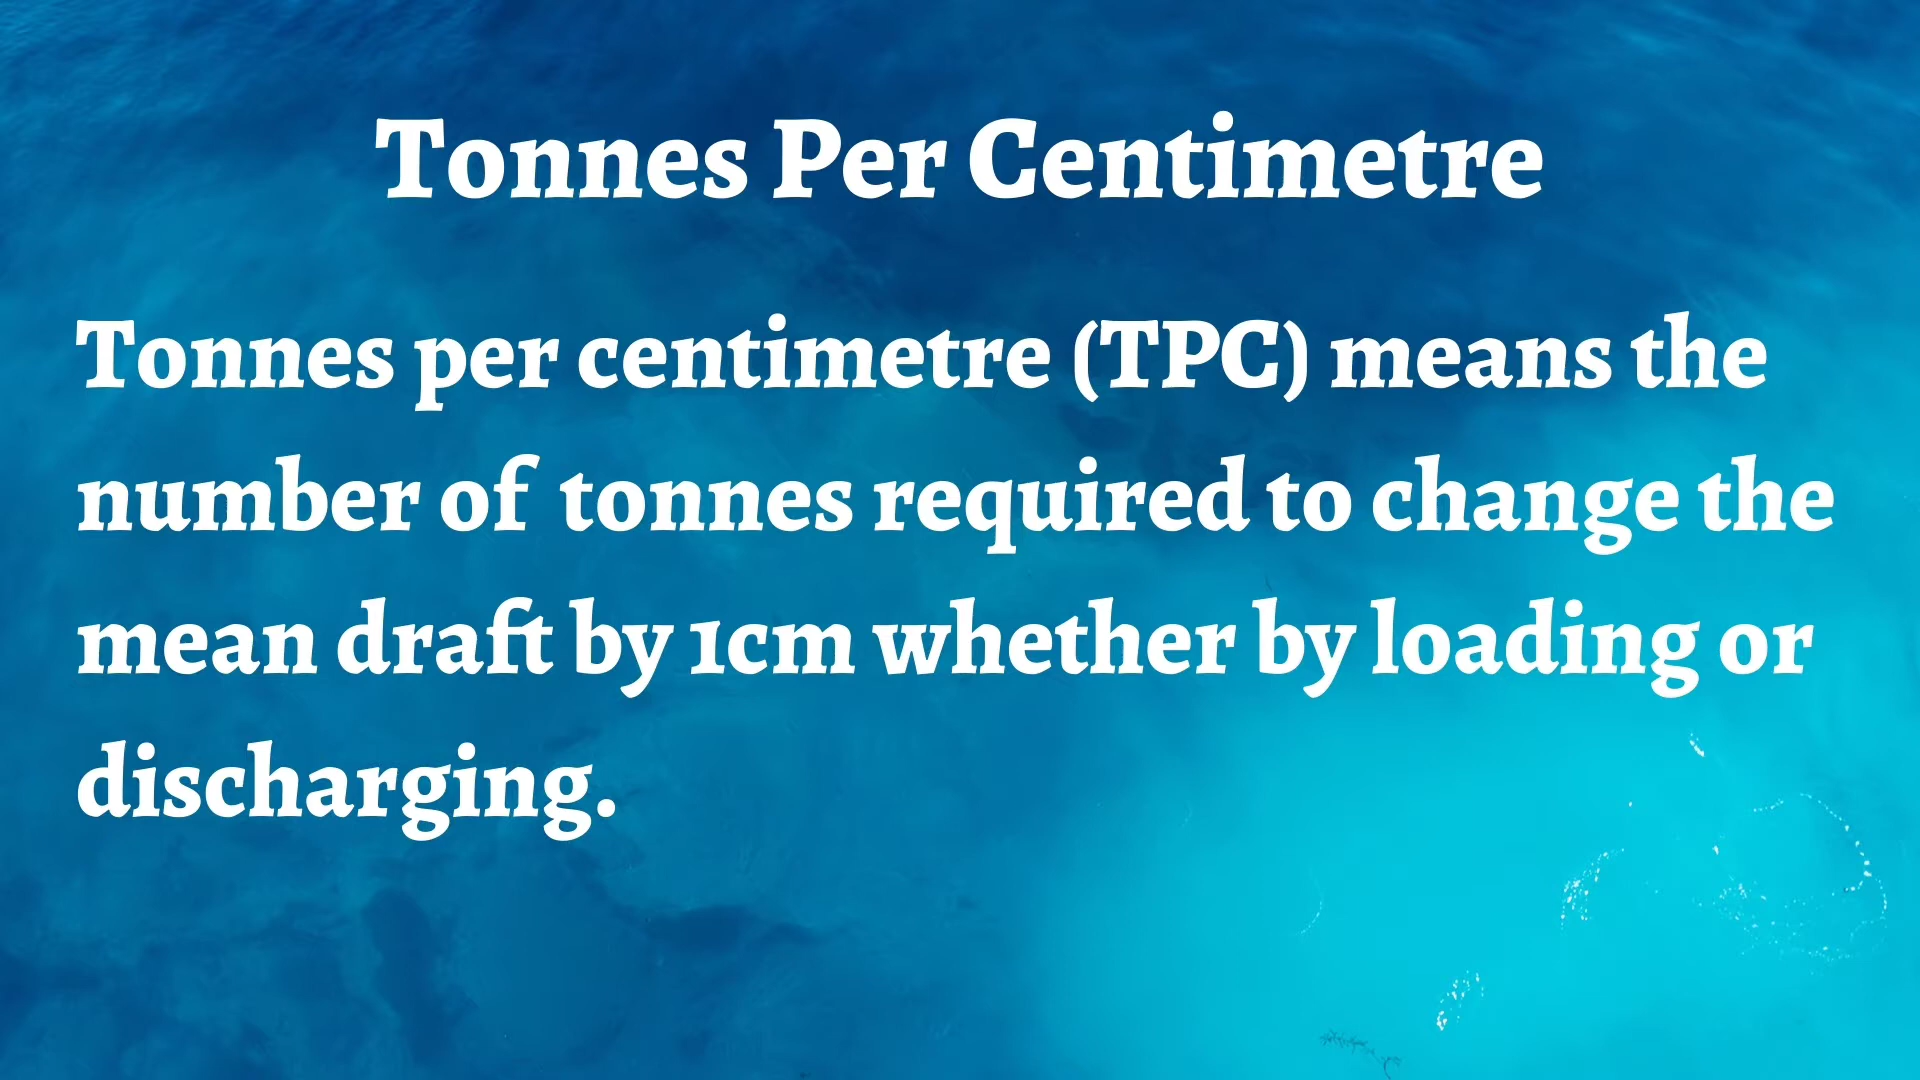 Tonnes Per Centimetre
Tonnes per centimetre (TPC) means the
number of tonnes required to change the
mean draft by 1cm whether by loading or
discharging.